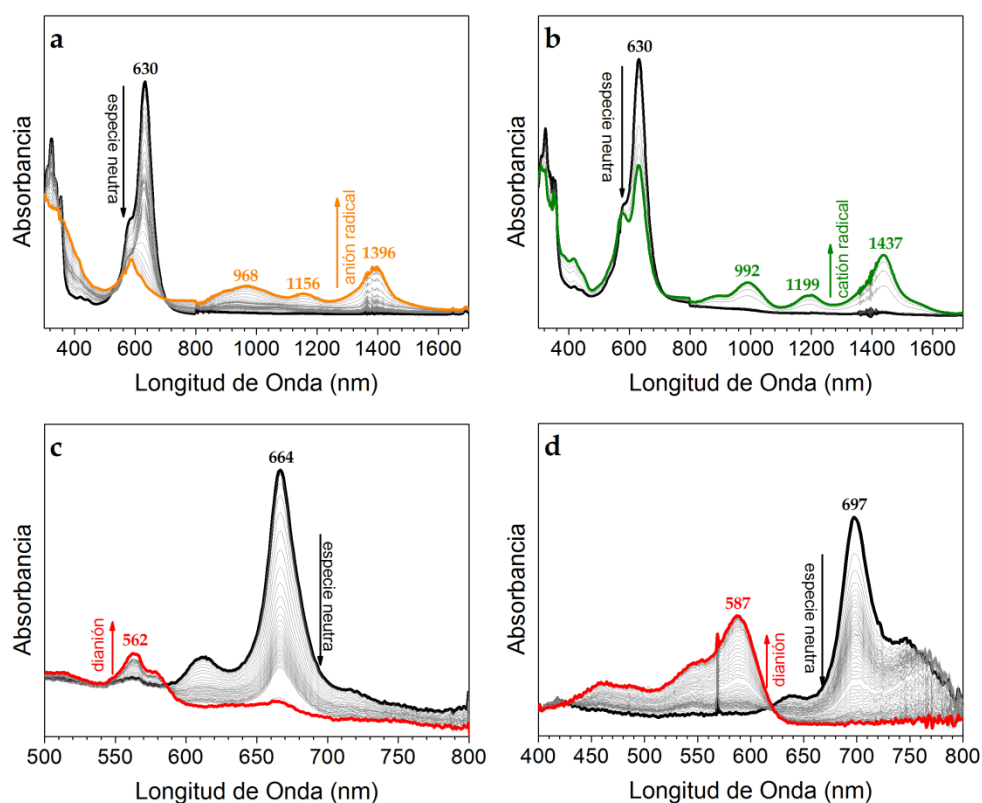 a
630
especie neutra
968
1156
1396
anión radical
Absorbancia
400 600 800 1000 1200 1400 1600
Longitud de Onda (nm)
b
630
especie neutra
992
1199
1437
catión radical
Absorbancia
400 600 800 1000 1200 1400 1600
Longitud de Onda (nm)
c
664
especie neutra
dianión
562
Absorbancia
500 550 600 650 700 750 800
Longitud de Onda (nm)
d
697
especie neutra
587
dianión
Absorbancia
400 450 500 550 600 650 700 750 800
Longitud de Onda (nm)